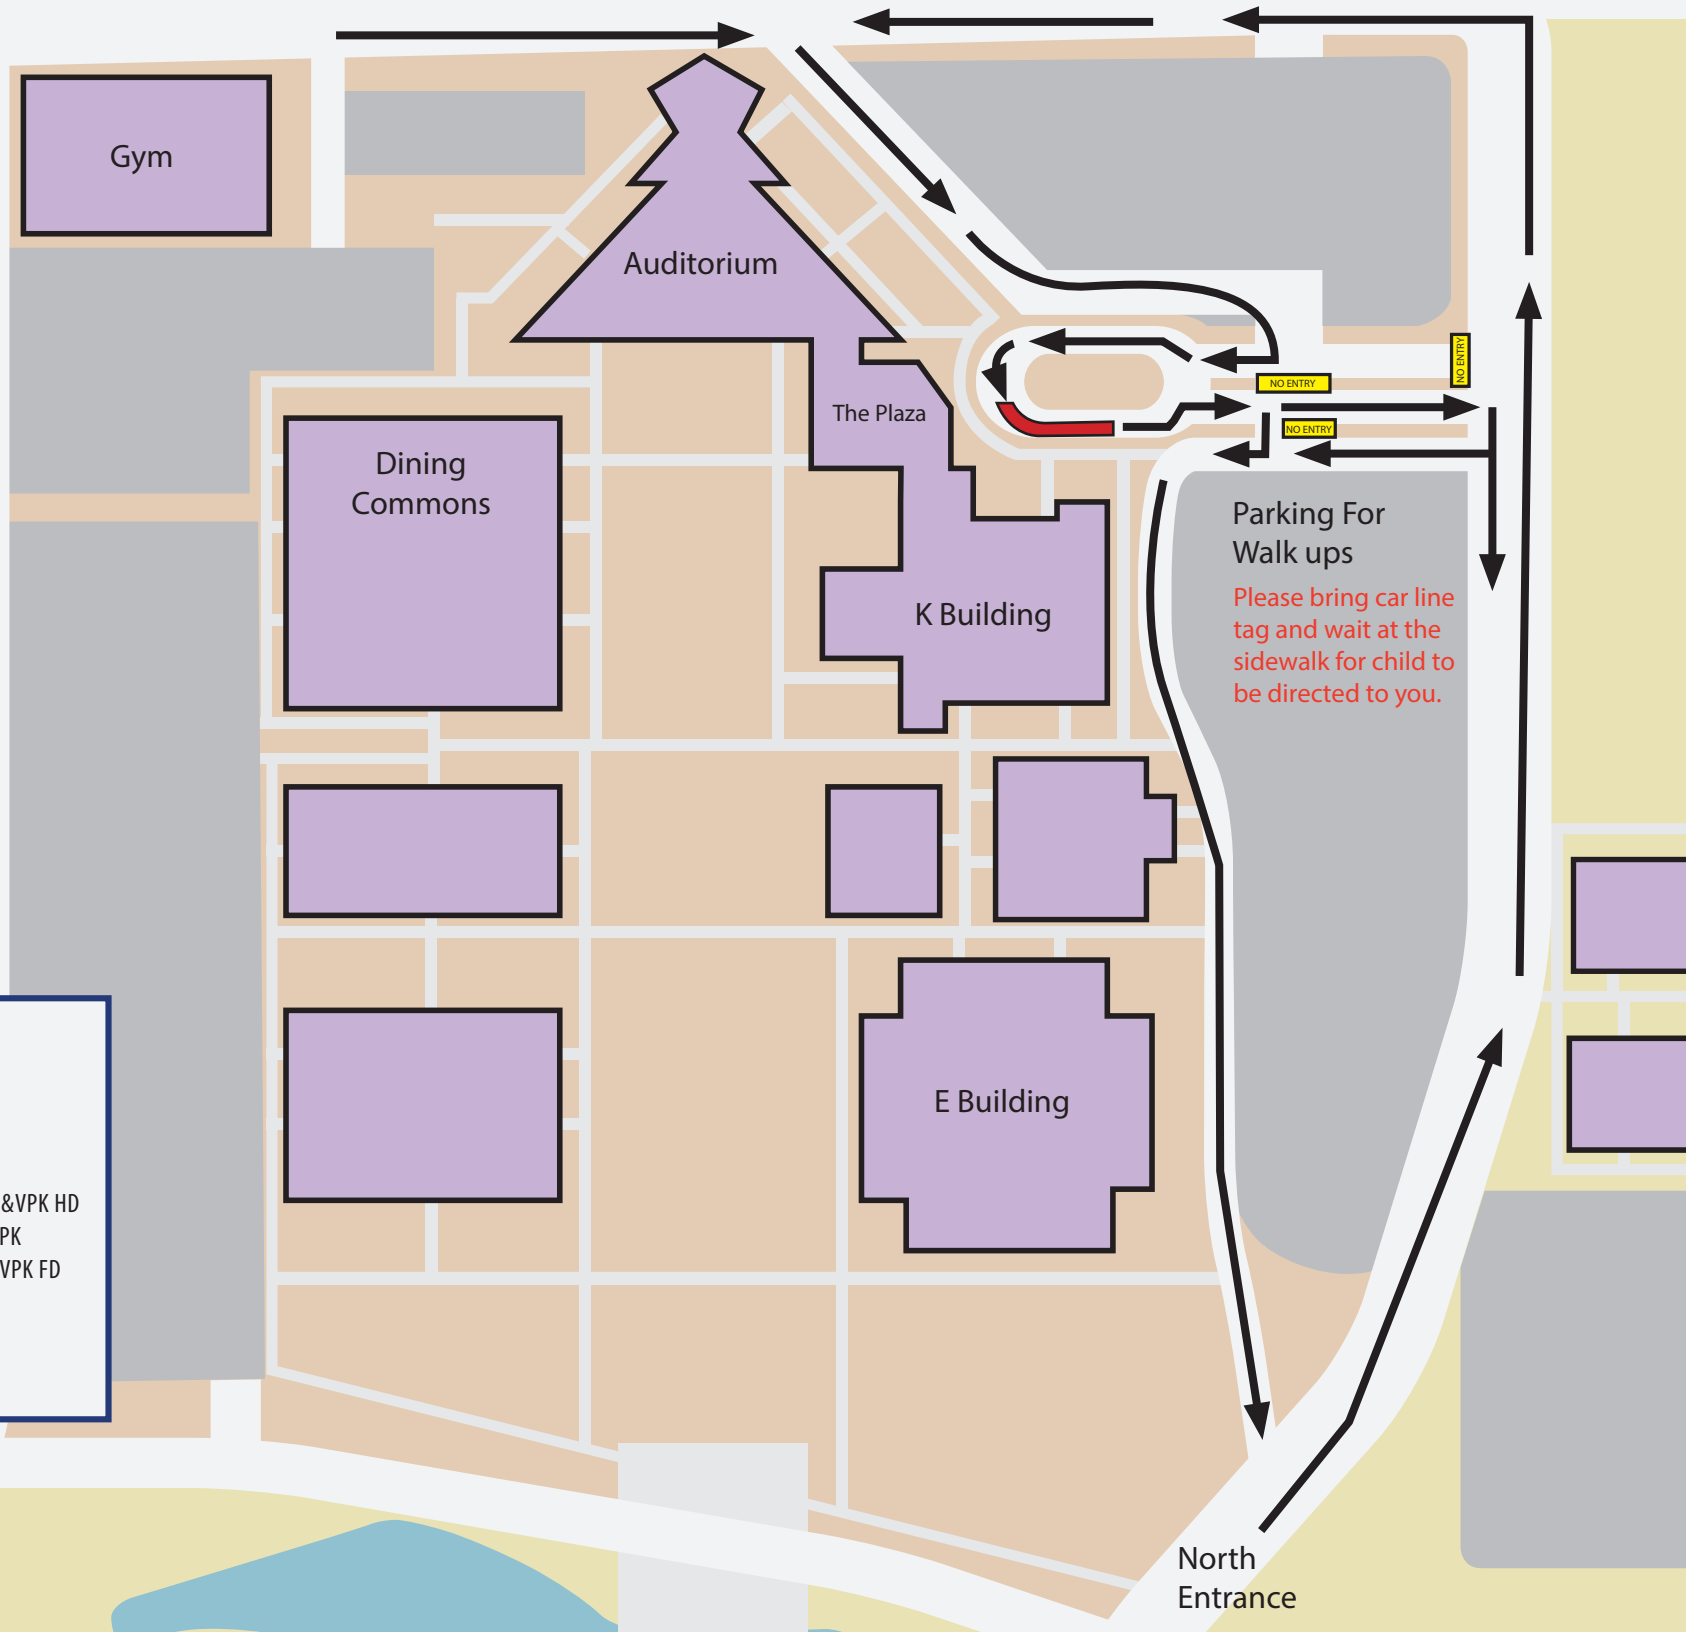 Gym
Auditorium
The Plaza
NO ENTRY
NO ENTRY
NO ENTRY
Dining
Commons
Parking For
Walk ups
Please bring car line
tag and wait at the
sidewalk for child to
be directed to you.
K Building
E Building
&VPK HD
PK
VPK FD
North
Entrance